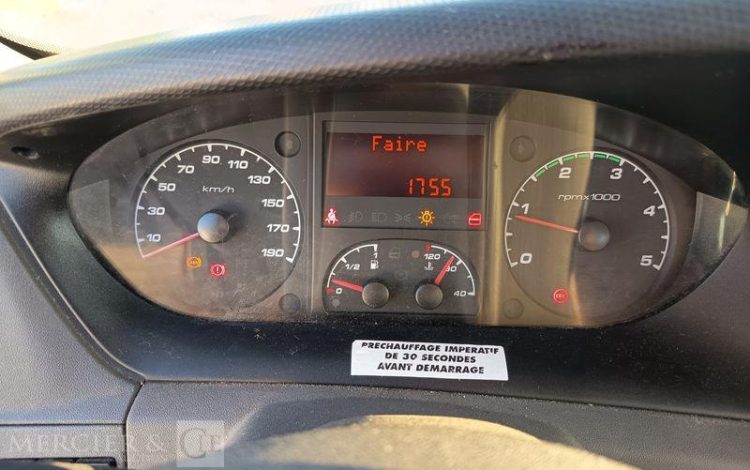 Faire
1755
10 30 50 70 90 110 130 150 170 190
km/h
0 1/2 1
120 90 40
0 1 2 3 4 5
rpmx1000
PRECHAUFFAGE IMPERATIF
DE 30 SECONDES
AVANT DEMARRAGE
MERCIER & Cie